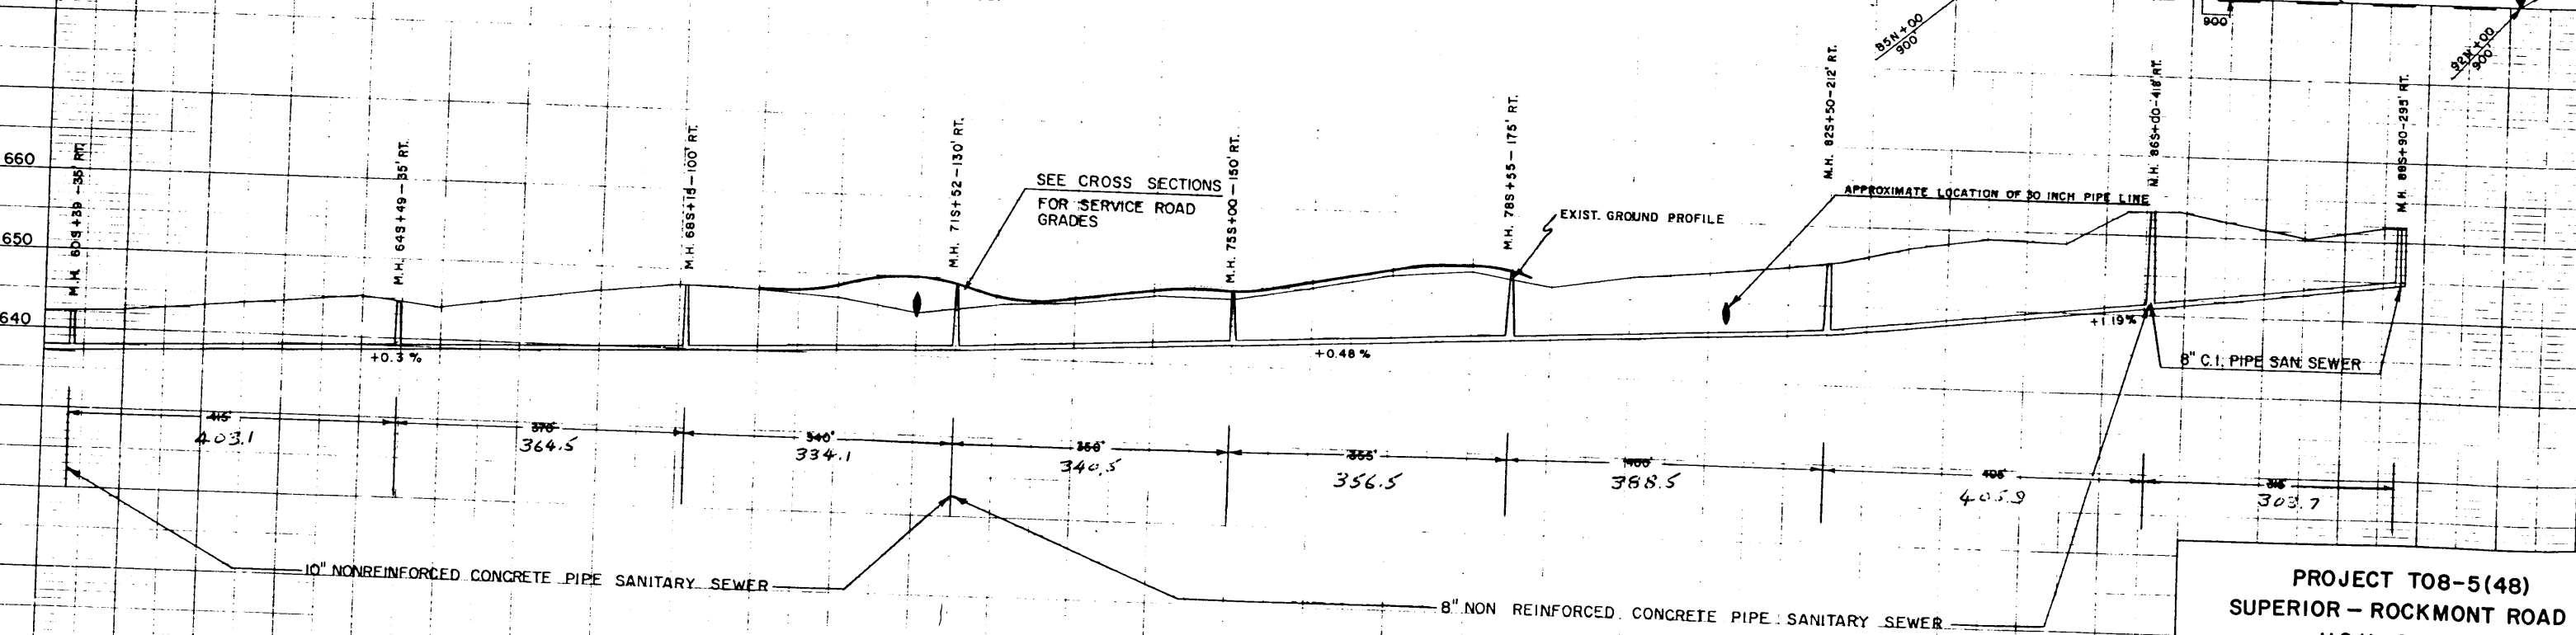 85N+00
900'
900
92N+00
900'
660
650
640
M.H. 60S+39-35' RT.
M.H. 64S+49-35' RT.
M.H. 68S+15-100' RT.
M.H. 71S+52-130' RT.
M.H. 75S+00-150' RT.
M.H. 78S+55-175' RT.
M.H. 82S+50-212' RT.
M.H. 86S+00-418' RT.
M.H. 88S+90-295' RT.
SEE CROSS SECTIONS
FOR SERVICE ROAD
GRADES
EXIST. GROUND PROFILE
APPROXIMATE LOCATION OF 30 INCH PIPE LINE
+0.3%
+0.48%
+1.19%
8" C.I. PIPE SAN. SEWER
415'
403.1
370'
364.5
340'
334.1
350'
340.5
355'
356.5
400'
388.5
405'
405.9
315'
303.7
10" NONREINFORCED CONCRETE PIPE SANITARY SEWER
8" NON REINFORCED CONCRETE PIPE SANITARY SEWER
PROJECT T08-5(48)
SUPERIOR-ROCKMONT ROAD